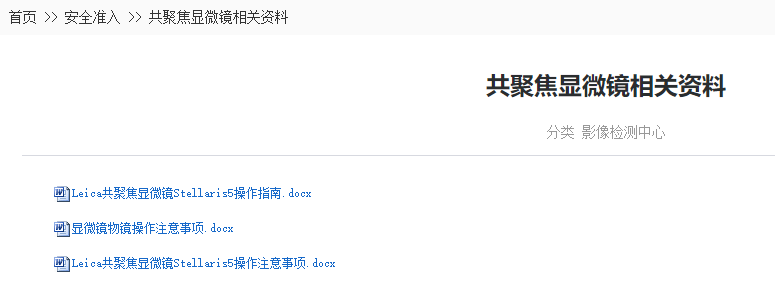 首页 >> 安全准入 >> 共聚焦显微镜相关资料
共聚焦显微镜相关资料
分类 影像检测中心
Leica共聚焦显微镜Stellaris5操作指南.docx
显微镜物镜操作注意事项.docx
Leica共聚焦显微镜Stellaris5操作注意事项.docx